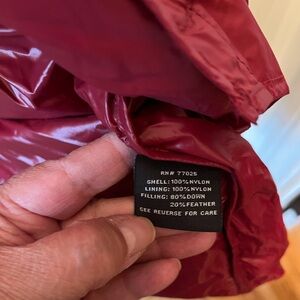 RN# 77025
SHELL: 100% NYLON
LINING: 100% NYLON
FILLING: 80% DOWN
20% FEATHER
SEE REVERSE FOR CARE